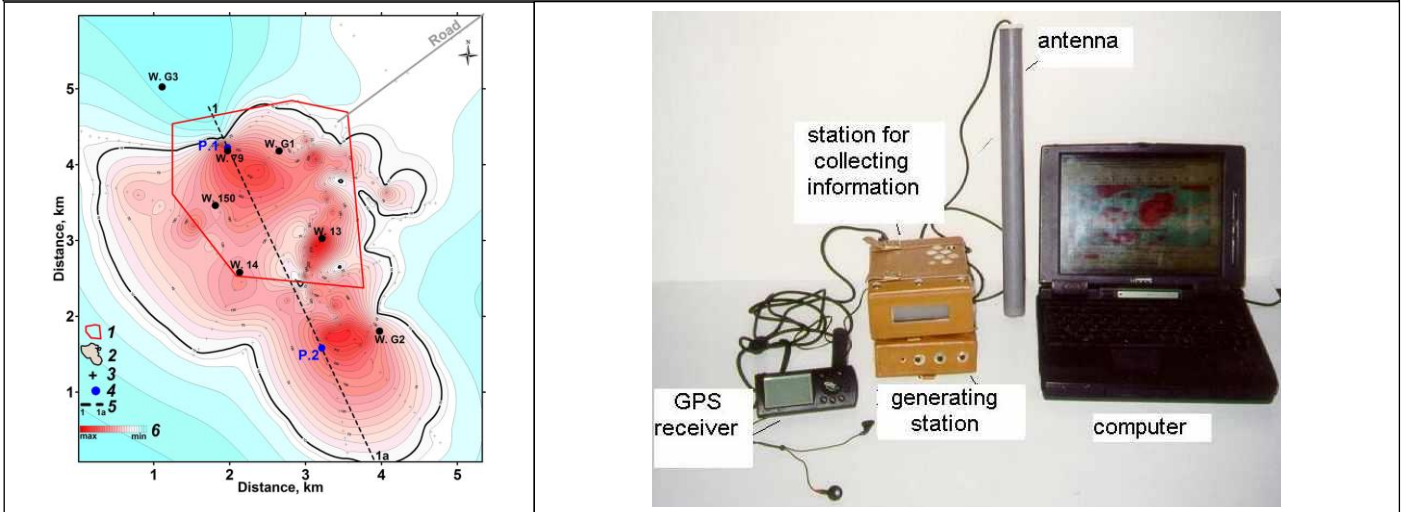 Road
N
W. G3
5
1
P.1
W. G1
4
W. 79
W. 150
3
W. 13
W. 14
2
W. G2
P.2
1
1
2
3
4
1 1a 5
max min 6
1a
1 2 3 4 5
Distance, km
Distance, km
antenna
station for
collecting
information
GPS
receiver
generating
station
computer